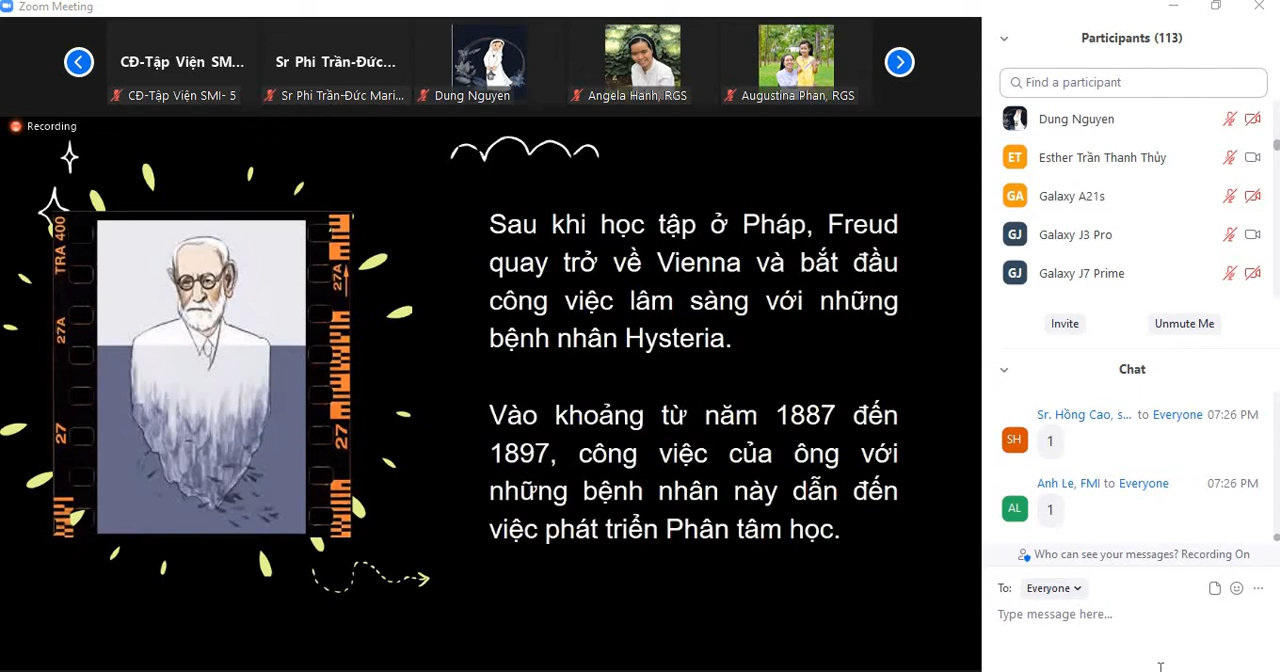 Zoom Meeting
CĐ-Tập Viện SM...
Sr Phi Trần-Đức...
CĐ-Tập Viện SMI- 5
Sr Phi Trần-Đức Mari...
Dung Nguyen
Angela Hanh, RGS
Augustina Phan, RGS
Recording
TRA 400
27A
27
27A
27
Sau khi học tập ở Pháp, Freud
quay trở về Vienna và bắt đầu
công việc lâm sàng với những
bệnh nhân Hysteria.
Vào khoảng từ năm 1887 đến
1897, công việc của ông với
những bệnh nhân này dẫn đến
việc phát triển Phân tâm học.
Participants (113)
Find a participant
Dung Nguyen
ET Esther Trần Thanh Thủy
GA Galaxy A21s
GJ Galaxy J3 Pro
GJ Galaxy J7 Prime
Invite Unmute Me
Chat
Sr. Hồng Cao, s... to Everyone 07:26 PM
SH 1
Anh Le, FMI to Everyone 07:26 PM
AL 1
Who can see your messages? Recording On
To: Everyone
Type message here...